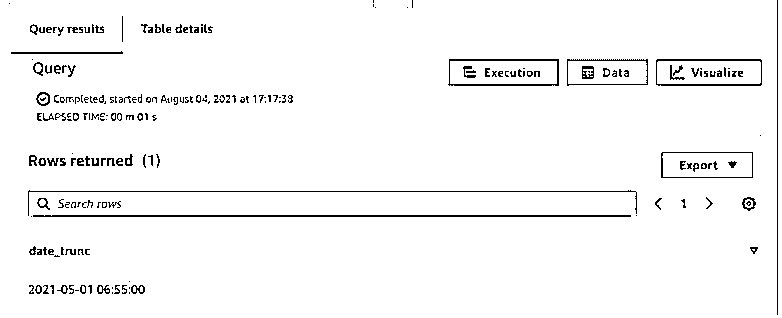 Query results Table details
Query
Execution Data Visualize
Completed, started on August 04, 2021 at 17:17:38
ELAPSED TIME: 00 m 01 s
Rows returned (1)
Export
Search rows
1
date_trunc
2021-05-01 06:55:00